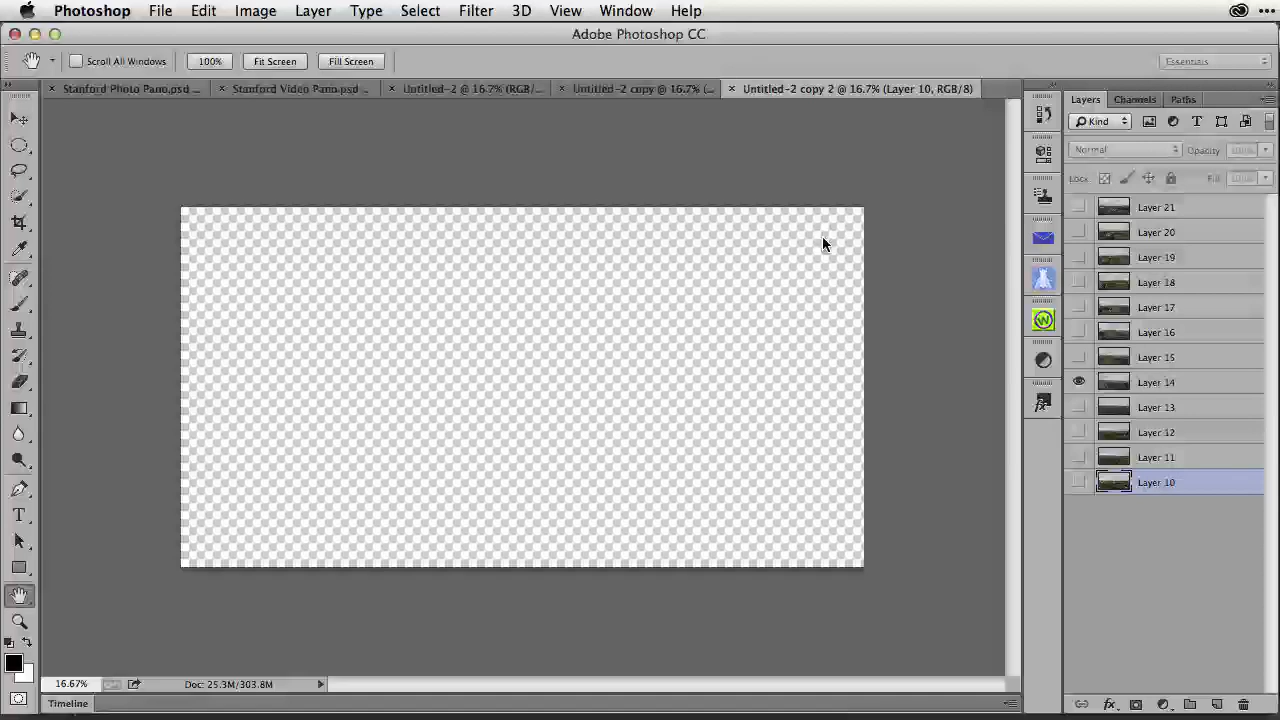 Photoshop File Edit Image Layer Type Select Filter 3D View Window Help
Adobe Photoshop CC
Scroll All Windows 100% Fit Screen Fill Screen Essentials
× Stanford Photo Pano.psd ... × Stanford Video Pano.psd ... × Untitled-2 @ 16.7% (RGB/... × Untitled-2 copy @ 16.7% (... × Untitled-2 copy 2 @ 16.7% (Layer 10, RGB/8)
Layers Channels Paths
Kind
Normal Opacity
Lock Fill
Layer 21
Layer 20
Layer 19
Layer 18
Layer 17
Layer 16
Layer 15
Layer 14
Layer 13
Layer 12
Layer 11
Layer 10
16.67% Doc: 25.3M/303.8M
Timeline